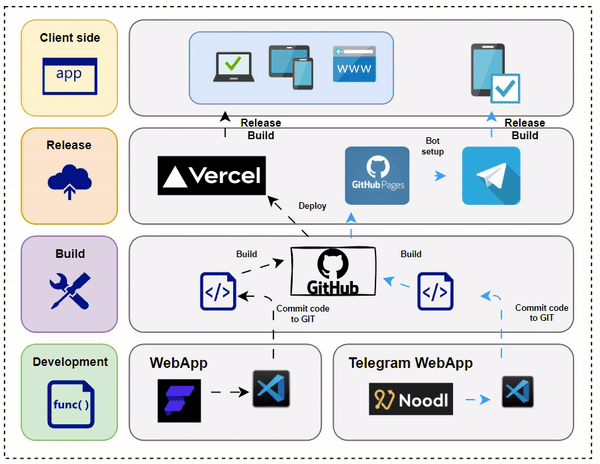 Client side
app
WWW
Release
Build
Release
Build
Release
Vercel
GitHub Pages
Bot
setup
Deploy
Build
Build
GitHub
Build
</>
</>
Commit code
to GIT
Commit code
to GIT
Development
func( )
WebApp
Telegram WebApp
Noodl